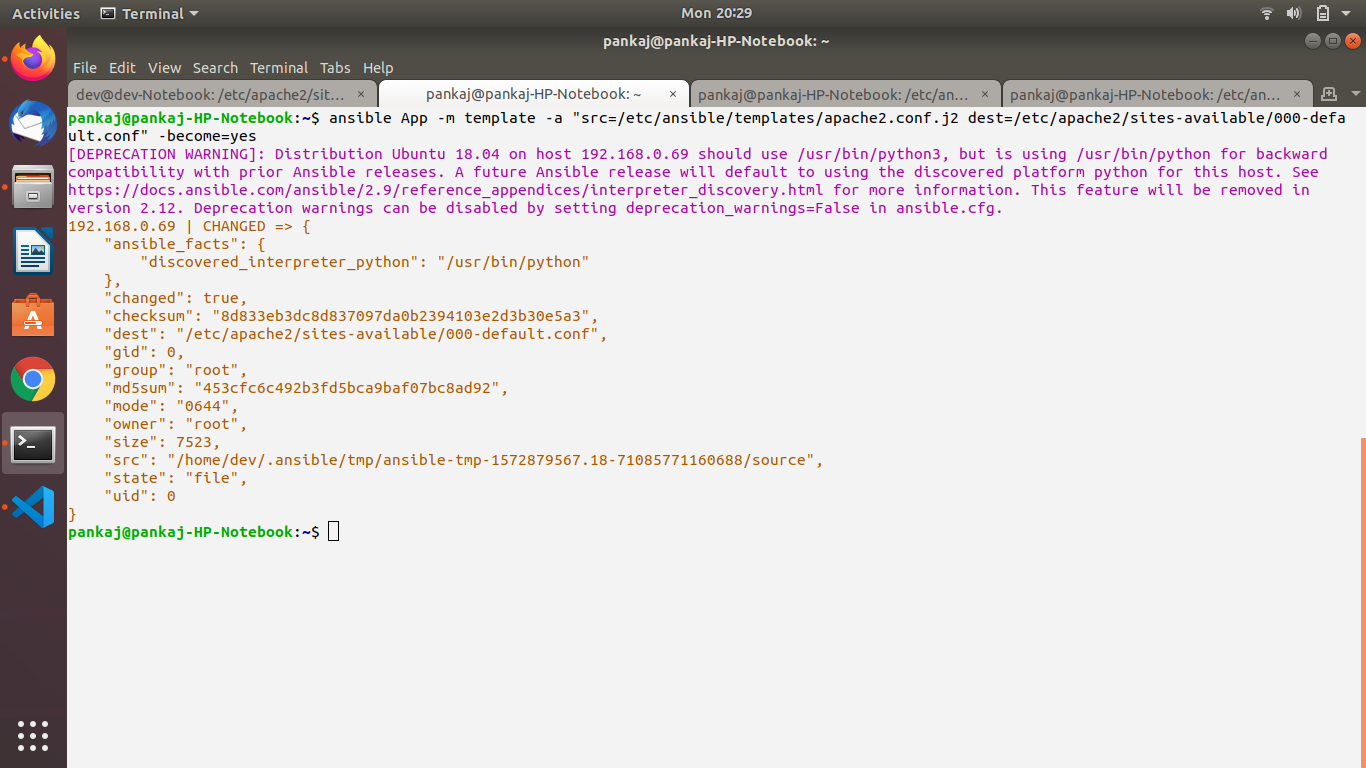 Activities Terminal Mon 20:29
pankaj@pankaj-HP-Notebook: ~
File Edit View Search Terminal Tabs Help
dev@dev-Notebook: /etc/apache2/sit... × pankaj@pankaj-HP-Notebook: ~ × pankaj@pankaj-HP-Notebook: /etc/an... × pankaj@pankaj-HP-Notebook: /etc/an... ×
pankaj@pankaj-HP-Notebook:~$ ansible App -m template -a "src=/etc/ansible/templates/apache2.conf.j2 dest=/etc/apache2/sites-available/000-defa
ult.conf" -become=yes
[DEPRECATION WARNING]: Distribution Ubuntu 18.04 on host 192.168.0.69 should use /usr/bin/python3, but is using /usr/bin/python for backward
compatibility with prior Ansible releases. A future Ansible release will default to using the discovered platform python for this host. See
https://docs.ansible.com/ansible/2.9/reference_appendices/interpreter_discovery.html for more information. This feature will be removed in
version 2.12. Deprecation warnings can be disabled by setting deprecation_warnings=False in ansible.cfg.
192.168.0.69 | CHANGED => {
    "ansible_facts": {
        "discovered_interpreter_python": "/usr/bin/python"
    },
    "changed": true,
    "checksum": "8d833eb3dc8d837097da0b2394103e2d3b30e5a3",
    "dest": "/etc/apache2/sites-available/000-default.conf",
    "gid": 0,
    "group": "root",
    "md5sum": "453cfc6c492b3fd5bca9baf07bc8ad92",
    "mode": "0644",
    "owner": "root",
    "size": 7523,
    "src": "/home/dev/.ansible/tmp/ansible-tmp-1572879567.18-71085771160688/source",
    "state": "file",
    "uid": 0
}
pankaj@pankaj-HP-Notebook:~$